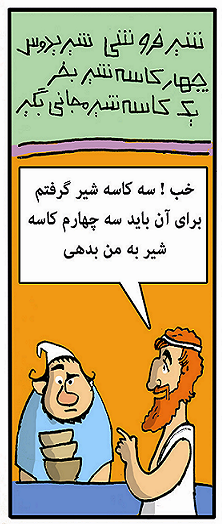 شیر فروشی شیر بدوس
چهار کاسه شیر بخر
یک کاسه شیر مجانی بگیر
خب ! سه کاسه شیر گرفتم
برای آن باید سه چهارم کاسه
شیر به من بدهی